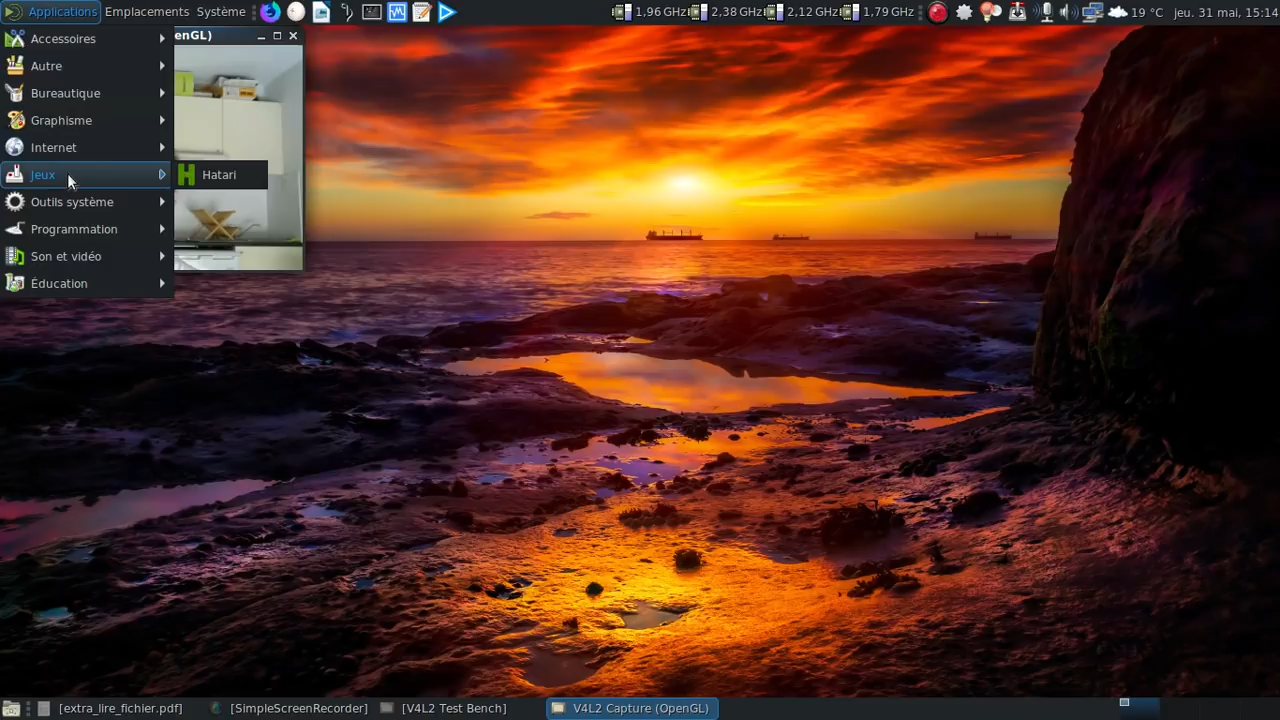 Applications Emplacements Système 1,96 GHz 2,38 GHz 2,12 GHz 1,79 GHz 19 °C jeu. 31 mai, 15:14
Accessoires
Autre
Bureautique
Graphisme
Internet
Jeux
Outils système
Programmation
Son et vidéo
Éducation
enGL)
Hatari
[extra_lire_fichier.pdf] [SimpleScreenRecorder] [V4L2 Test Bench] V4L2 Capture (OpenGL)